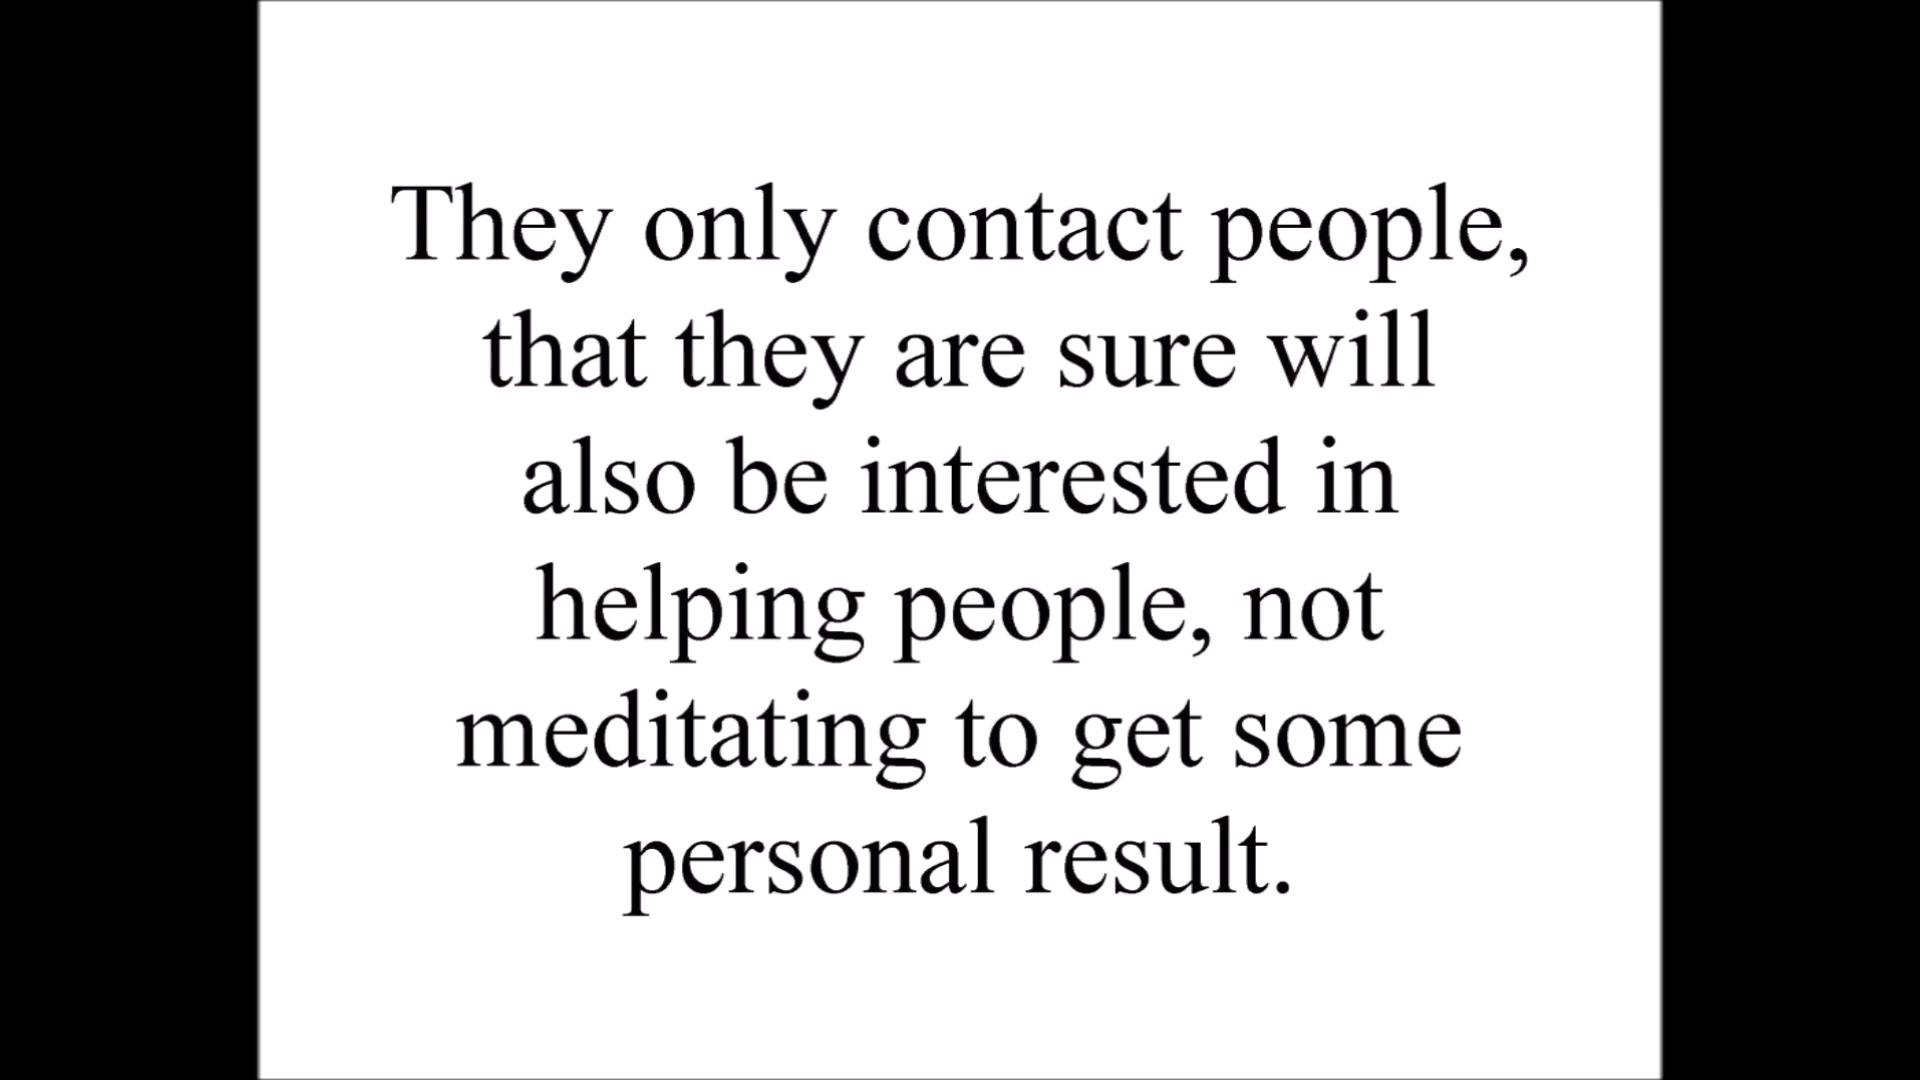 They only contact people,
that they are sure will
also be interested in
helping people, not
meditating to get some
personal result.